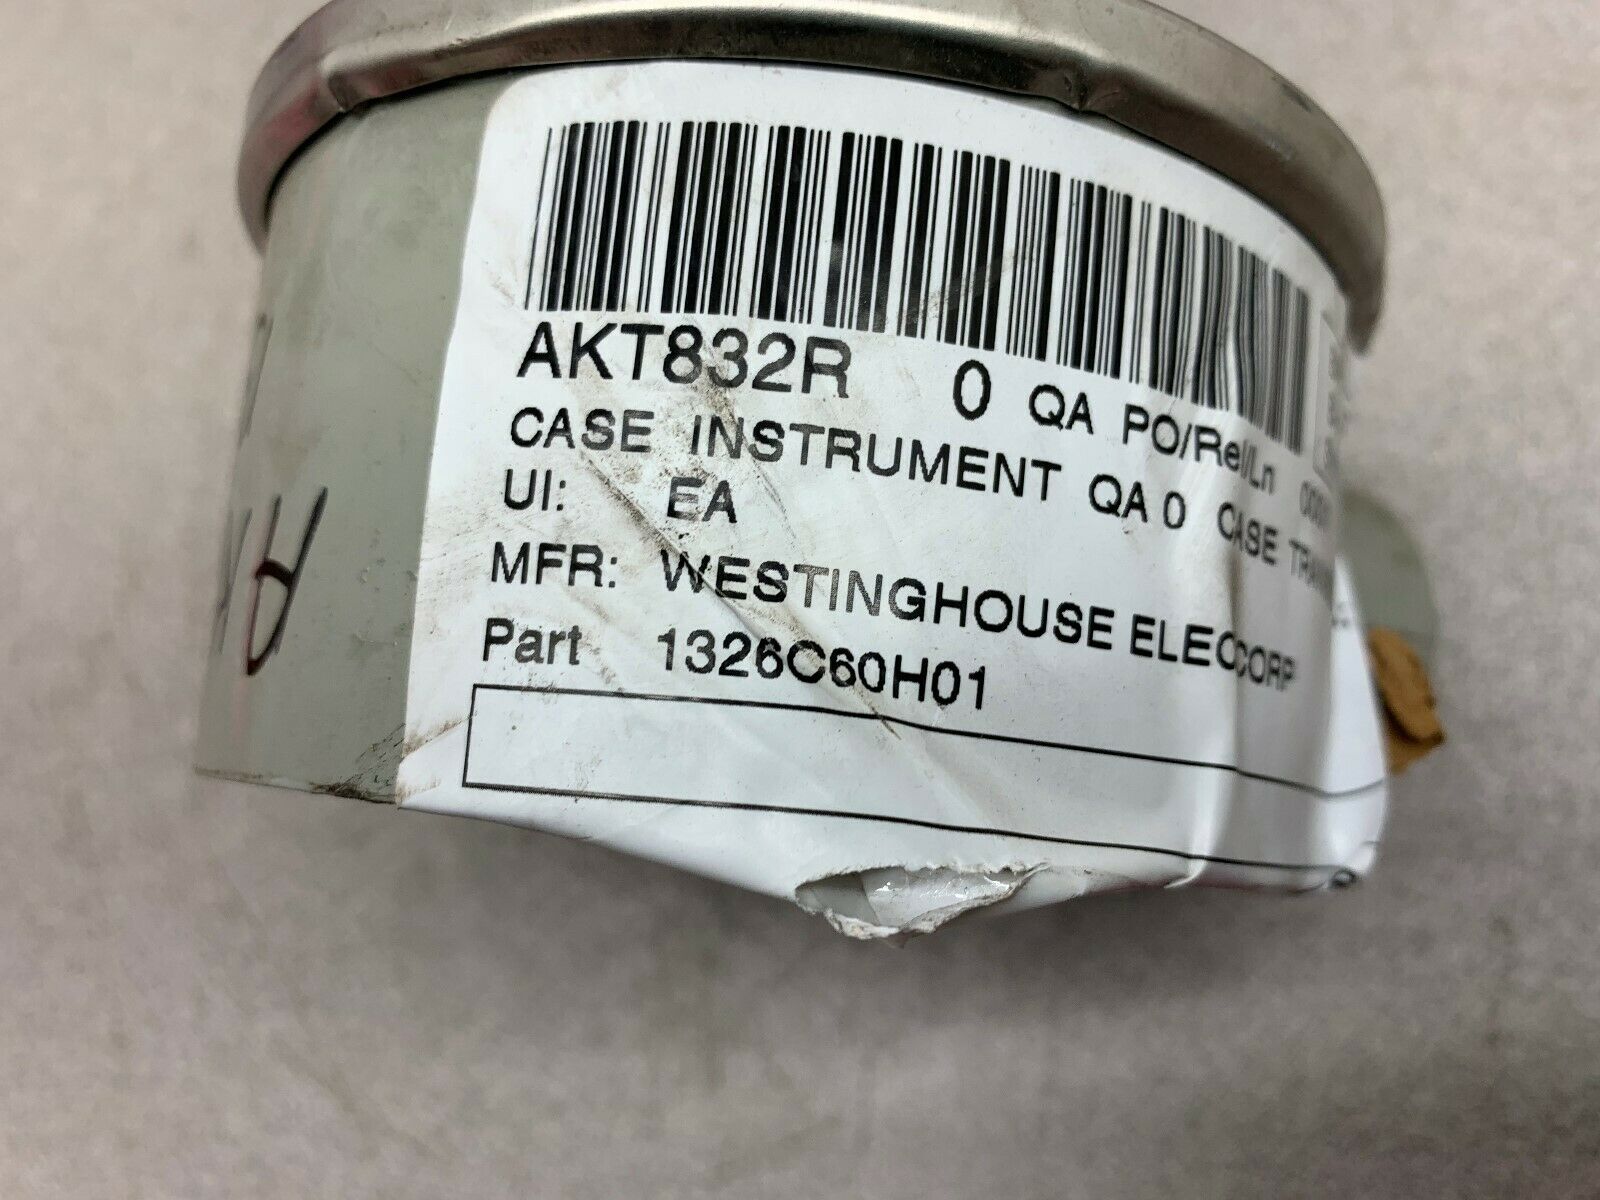 AKT832R 0 QA PO/Rel/Ln
CASE INSTRUMENT QA 0 CASE
UI: EA
MFR: WESTINGHOUSE ELECCORP
Part 1326C60H01